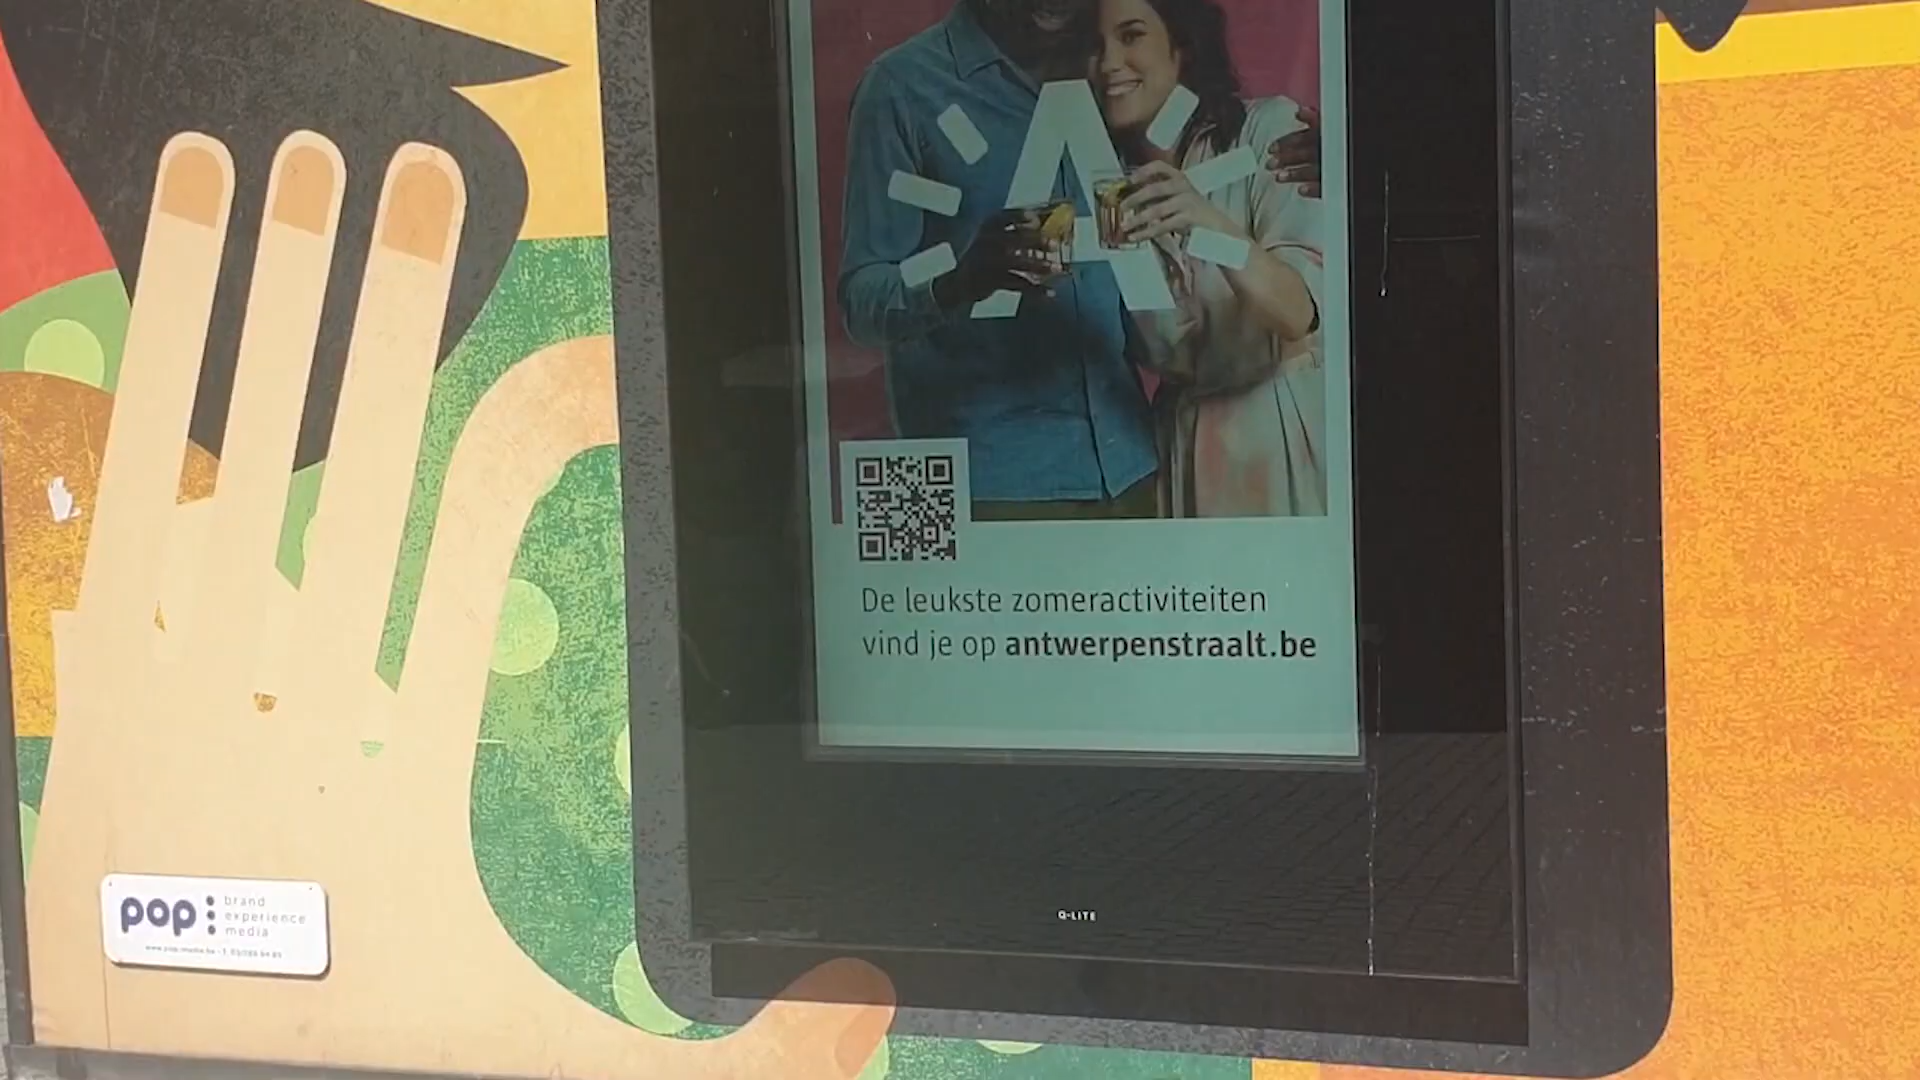 A
De leukste zomeractiviteiten
vind je op antwerpenstraalt.be
pop
brand
experience
media
Q-LITE